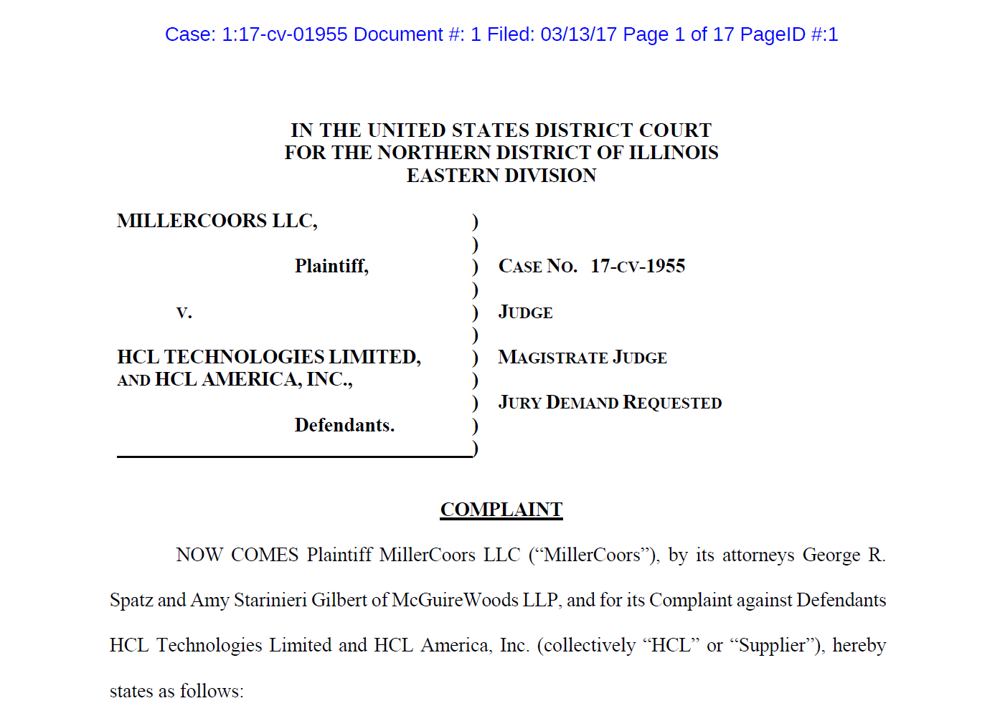 Case: 1:17-cv-01955 Document #: 1 Filed: 03/13/17 Page 1 of 17 PageID #:1
IN THE UNITED STATES DISTRICT COURT
FOR THE NORTHERN DISTRICT OF ILLINOIS
EASTERN DIVISION
MILLERCOORS LLC, )
)
Plaintiff, ) CASE NO. 17-CV-1955
)
v. ) JUDGE
)
HCL TECHNOLOGIES LIMITED, ) MAGISTRATE JUDGE
AND HCL AMERICA, INC., )
) JURY DEMAND REQUESTED
Defendants. )
)
COMPLAINT
NOW COMES Plaintiff MillerCoors LLC (“MillerCoors”), by its attorneys George R.
Spatz and Amy Starinieri Gilbert of McGuireWoods LLP, and for its Complaint against Defendants
HCL Technologies Limited and HCL America, Inc. (collectively “HCL” or “Supplier”), hereby
states as follows: